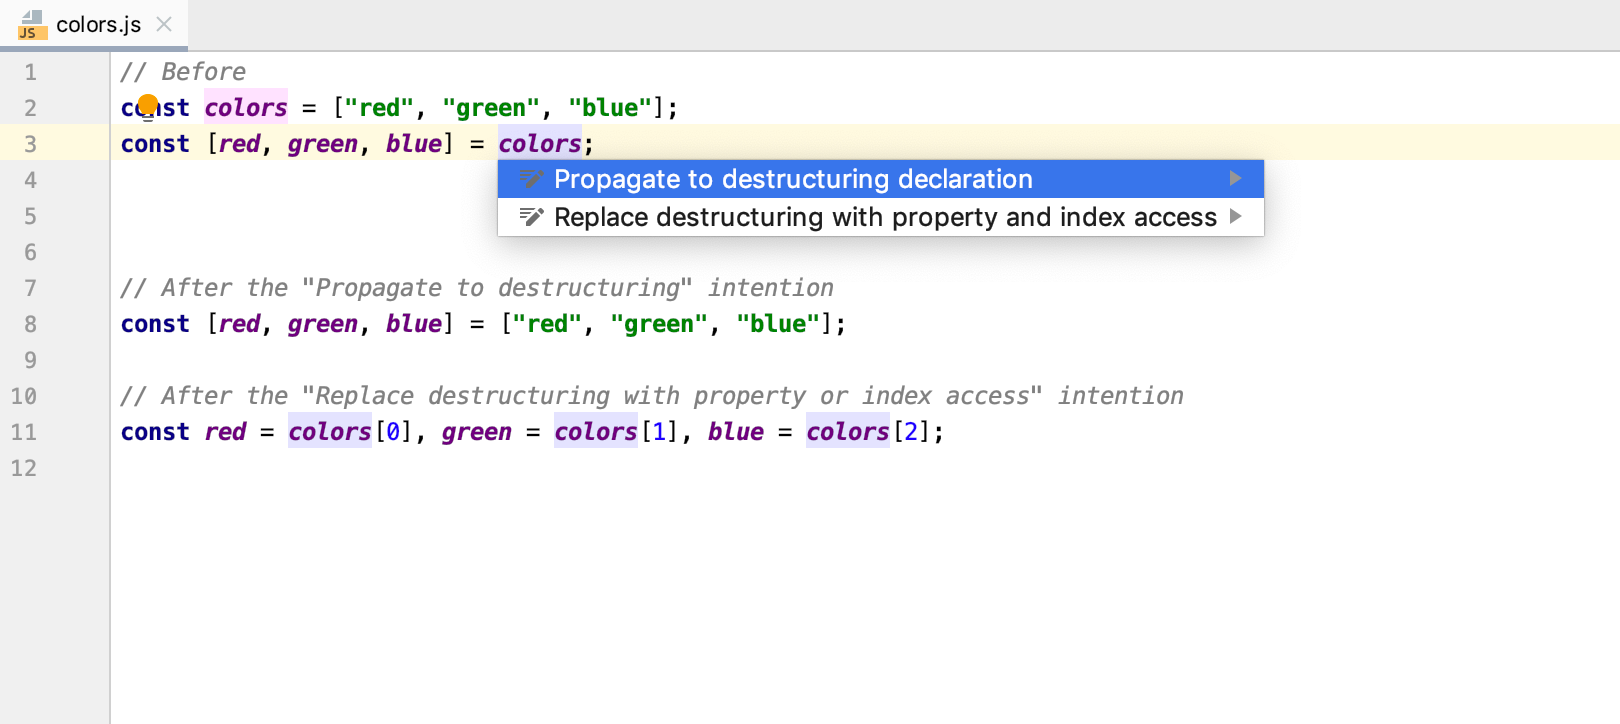 JS colors.js
1 // Before
2 const colors = ["red", "green", "blue"];
3 const [red, green, blue] = colors;
4
Propagate to destructuring declaration
5
Replace destructuring with property and index access
6
7 // After the "Propagate to destructuring" intention
8 const [red, green, blue] = ["red", "green", "blue"];
9
10 // After the "Replace destructuring with property or index access" intention
11 const red = colors[0], green = colors[1], blue = colors[2];
12